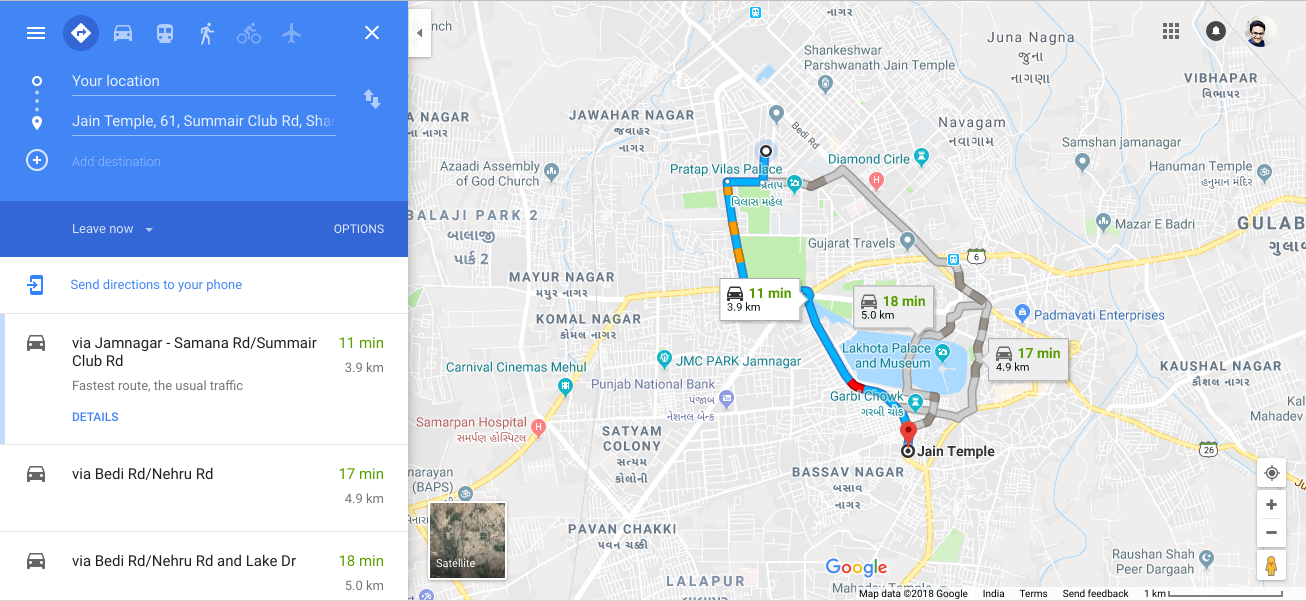 Your location
Jain Temple, 61, Summair Club Rd, Sha
Add destination
Leave now
OPTIONS
Send directions to your phone
via Jamnagar - Samana Rd/Summair
Club Rd
11 min
3.9 km
Fastest route, the usual traffic
DETAILS
via Bedi Rd/Nehru Rd
17 min
4.9 km
via Bedi Rd/Nehru Rd and Lake Dr
18 min
5.0 km
નાગર
Juna Nagna
જુના
નાગણા
Shankeshwar
Parshwanath Jain Temple
VIBHAPAR
વિભાપર
A NAGAR
JAWAHAR NAGAR
જવાહર
નાગર
Bedi Rd
Navagam
નવાગામ
Samshan jamanagar
Azaadi Assembly
of God Church
Pratap Vilas Palace
પ્રતાપ
વિલાસ મહેલ
Diamond Cirle
H
Hanuman Temple
હનુમાન મંદિર
BALAJI PARK 2
બાલાજી
પાર્ક 2
Mazar E Badri
GULAB
ગુલાબ
Gujarat Travels
6
MAYUR NAGAR
મયુર નાગર
11 min
3.9 km
18 min
5.0 km
KOMAL NAGAR
કોમલ નાગર
Padmavati Enterprises
Lakhota Palace
and Museum
17 min
4.9 km
JMC PARK Jamnagar
Carnival Cinemas Mehul
KAUSHAL NAGAR
કૌશલ નાગર
Punjab National Bank
પંજાબ
નેશનલ બેન્ક
Garbi Chowk
ગરબી ચોક
Kal
Mahadev
Samarpan Hospital
સમર્પણ હોસ્પિટલ
H
SATYAM
COLONY
સત્યમ
કોલોની
Jain Temple
26
BASSAV NAGAR
બસાવ
નાગર
narayan
(BAPS)
PAVAN CHAKKI
પવન ચક્કી
Satellite
Raushan Shah
Peer Dargaah
LALAPUR
Google
Mahadev Temple
Map data ©2018 Google
India
Terms
Send feedback
1 km